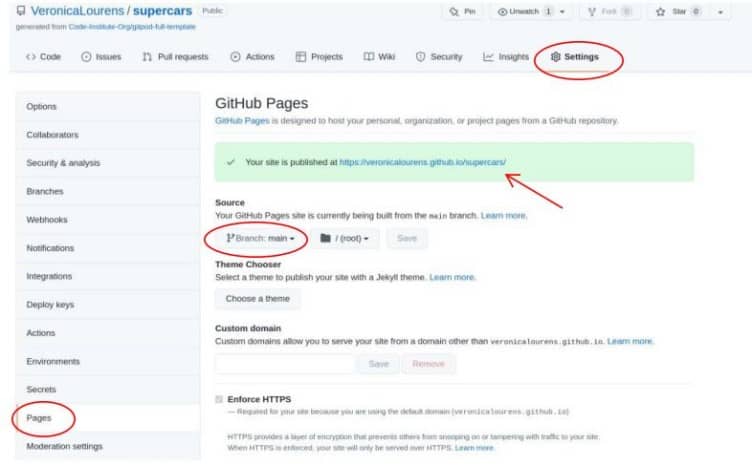 VeronicaLourens / supercars Public
Pin Unwatch 1 Fork 0 Star 0
generated from Code-Institute-Org/gitpod-full-template
Code Issues Pull requests Actions Projects Wiki Security Insights Settings
Options
Collaborators
Security & analysis
Branches
Webhooks
Notifications
Integrations
Deploy keys
Actions
Environments
Secrets
Pages
Moderation settings
GitHub Pages
GitHub Pages is designed to host your personal, organization, or project pages from a GitHub repository.
Your site is published at https://veronicalourens.github.io/supercars/
Source
Your GitHub Pages site is currently being built from the main branch. Learn more.
Branch: main / (root) Save
Theme Chooser
Select a theme to publish your site with a Jekyll theme. Learn more.
Choose a theme
Custom domain
Custom domains allow you to serve your site from a domain other than veronicalourens.github.io. Learn more.
Save Remove
Enforce HTTPS
— Required for your site because you are using the default domain (veronicalourens.github.io)
HTTPS provides a layer of encryption that prevents others from snooping on or tampering with traffic to your site.
When HTTPS is enforced, your site will only be served over HTTPS. Learn more.